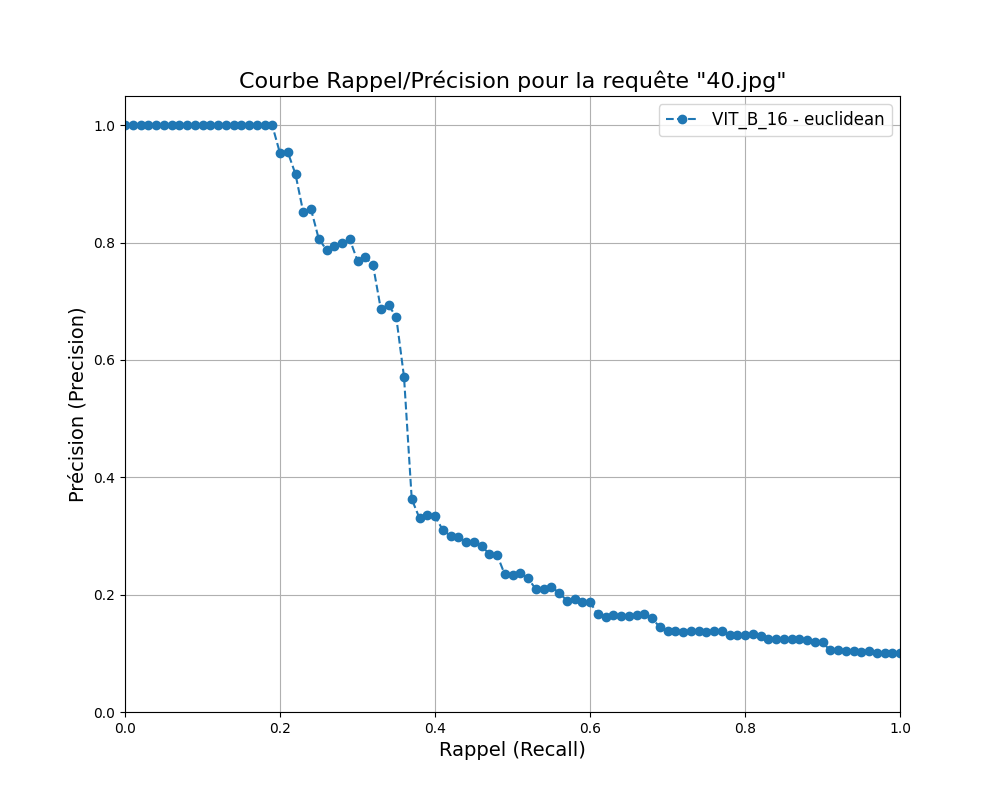 Courbe Rappel/Précision pour la requête "40.jpg"
VIT_B_16 - euclidean
1.0
0.8
0.6
0.4
0.2
0.0
Précision (Precision)
0.0 0.2 0.4 0.6 0.8 1.0
Rappel (Recall)